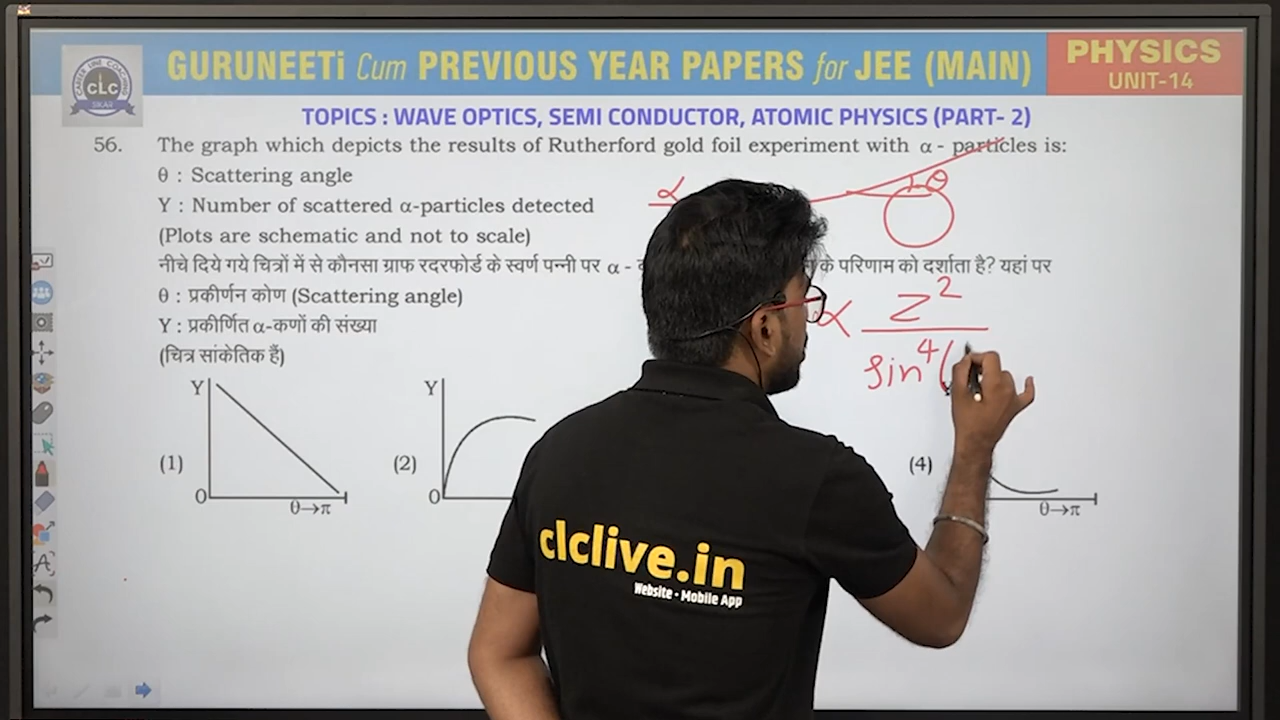 GURUNEETi Cum PREVIOUS YEAR PAPERS for JEE (MAIN)
PHYSICS
UNIT-14
CAREER LINE COACHING
CLC
SIKAR
TOPICS : WAVE OPTICS, SEMI CONDUCTOR, ATOMIC PHYSICS (PART- 2)
56. The graph which depicts the results of Rutherford gold foil experiment with α - particles is:
θ : Scattering angle
Y : Number of scattered α-particles detected
(Plots are schematic and not to scale)
नीचे दिये गये चित्रों में से कौनसा ग्राफ रदरफोर्ड के स्वर्ण पन्नी पर α - के परिणाम को दर्शाता है? यहां पर
θ : प्रकीर्णन कोण (Scattering angle)
Y : प्रकीर्णित α-कणों की संख्या
(चित्र सांकेतिक हैं)
α
θ
∝ Z²
sin⁴(
(1) Y O θ→π
(2) Y O
(4) θ→π
clclive.in
Website - Mobile App